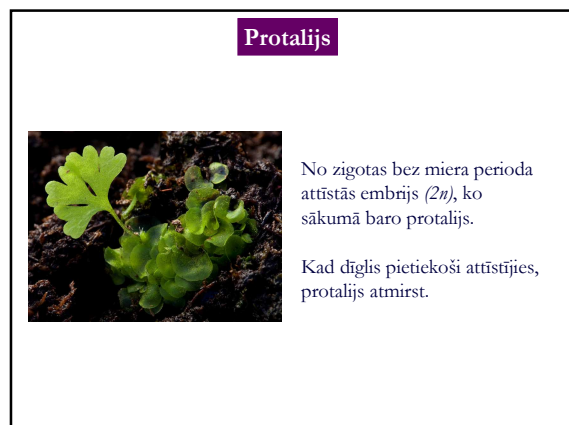 Protalijs
No zigotas bez miera perioda
attīstās embrijs (2n), ko
sākumā baro protalijs.
Kad dīglis pietiekoši attīstījies,
protalijs atmirst.